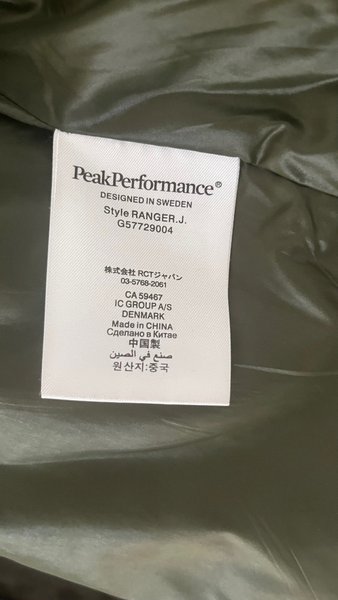 PeakPerformance®
DESIGNED IN SWEDEN
Style RANGER.J.
G57729004
株式会社 RCTジャパン
03-5768-2061
CA 59467
IC GROUP A/S
DENMARK
Made in CHINA
Сделано в Китае
中国製
صنع في الصين
원산지:중국